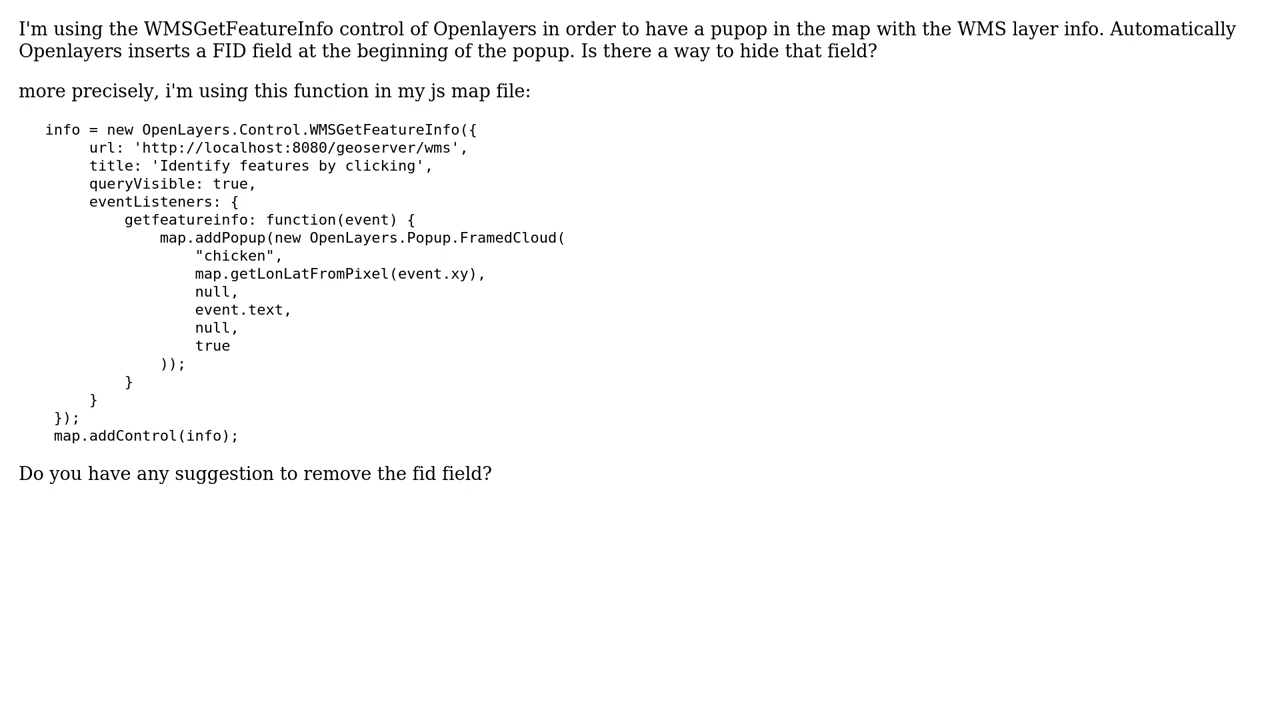 I'm using the WMSGetFeatureInfo control of Openlayers in order to have a pupop in the map with the WMS layer info. Automatically
Openlayers inserts a FID field at the beginning of the popup. Is there a way to hide that field?
more precisely, i'm using this function in my js map file:
info = new OpenLayers.Control.WMSGetFeatureInfo({
url: 'http://localhost:8080/geoserver/wms',
title: 'Identify features by clicking',
queryVisible: true,
eventListeners: {
getfeatureinfo: function(event) {
map.addPopup(new OpenLayers.Popup.FramedCloud(
"chicken",
map.getLonLatFromPixel(event.xy),
null,
event.text,
null,
true
));
}
}
});
map.addControl(info);
Do you have any suggestion to remove the fid field?